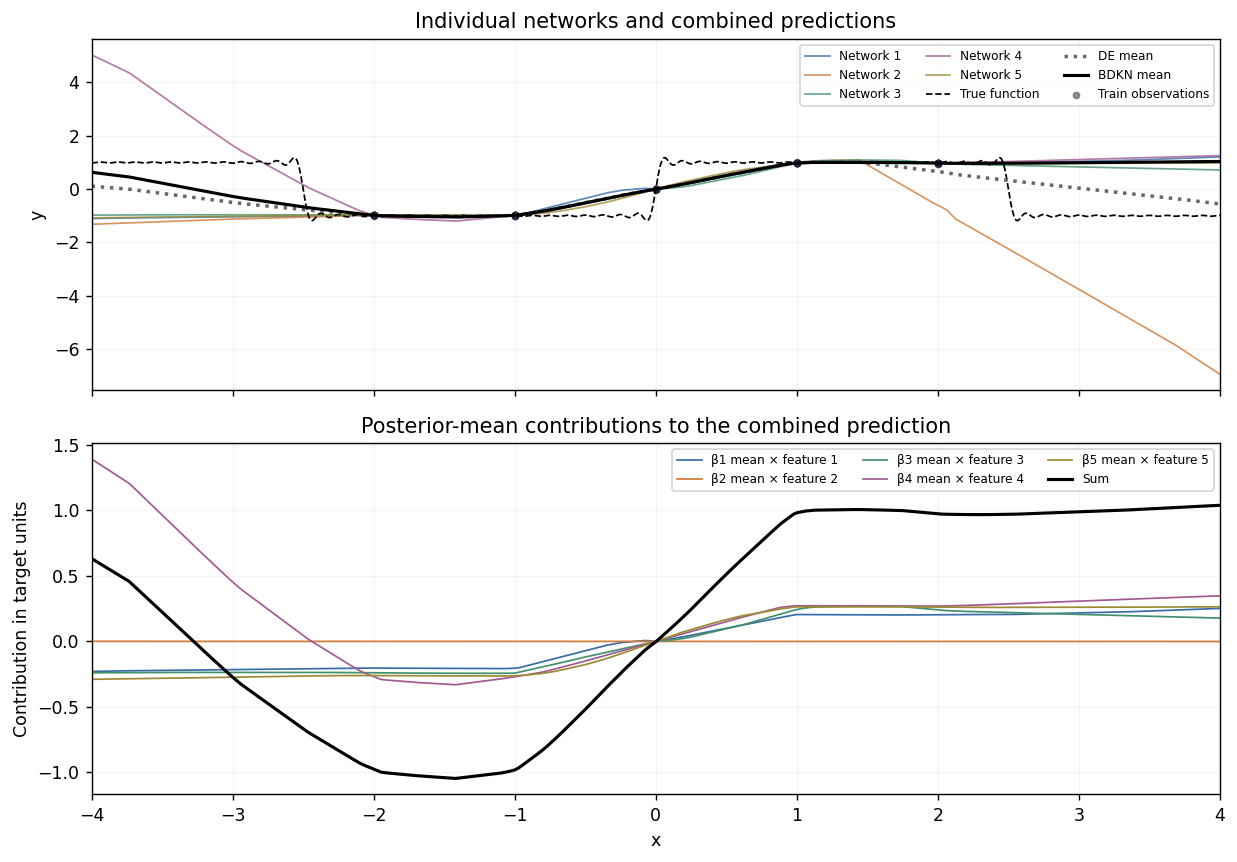 Individual networks and combined predictions
Network 1
Network 2
Network 3
Network 4
Network 5
True function
DE mean
BDKN mean
Train observations
4
2
0
−2
−4
−6
y
Posterior-mean contributions to the combined prediction
β1 mean × feature 1
β2 mean × feature 2
β3 mean × feature 3
β4 mean × feature 4
β5 mean × feature 5
Sum
1.5
1.0
0.5
0.0
−0.5
−1.0
Contribution in target units
−4 −3 −2 −1 0 1 2 3 4
x